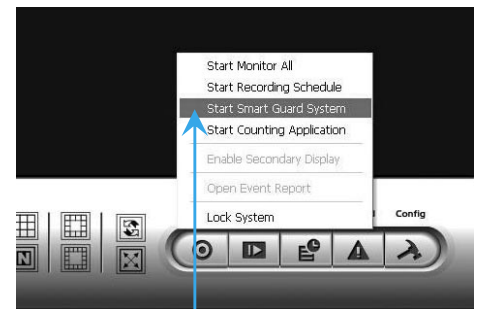 Start Monitor All
Start Recording Schedule
Start Smart Guard System
Start Counting Application
Enable Secondary Display
Open Event Report
Lock System
Config
N